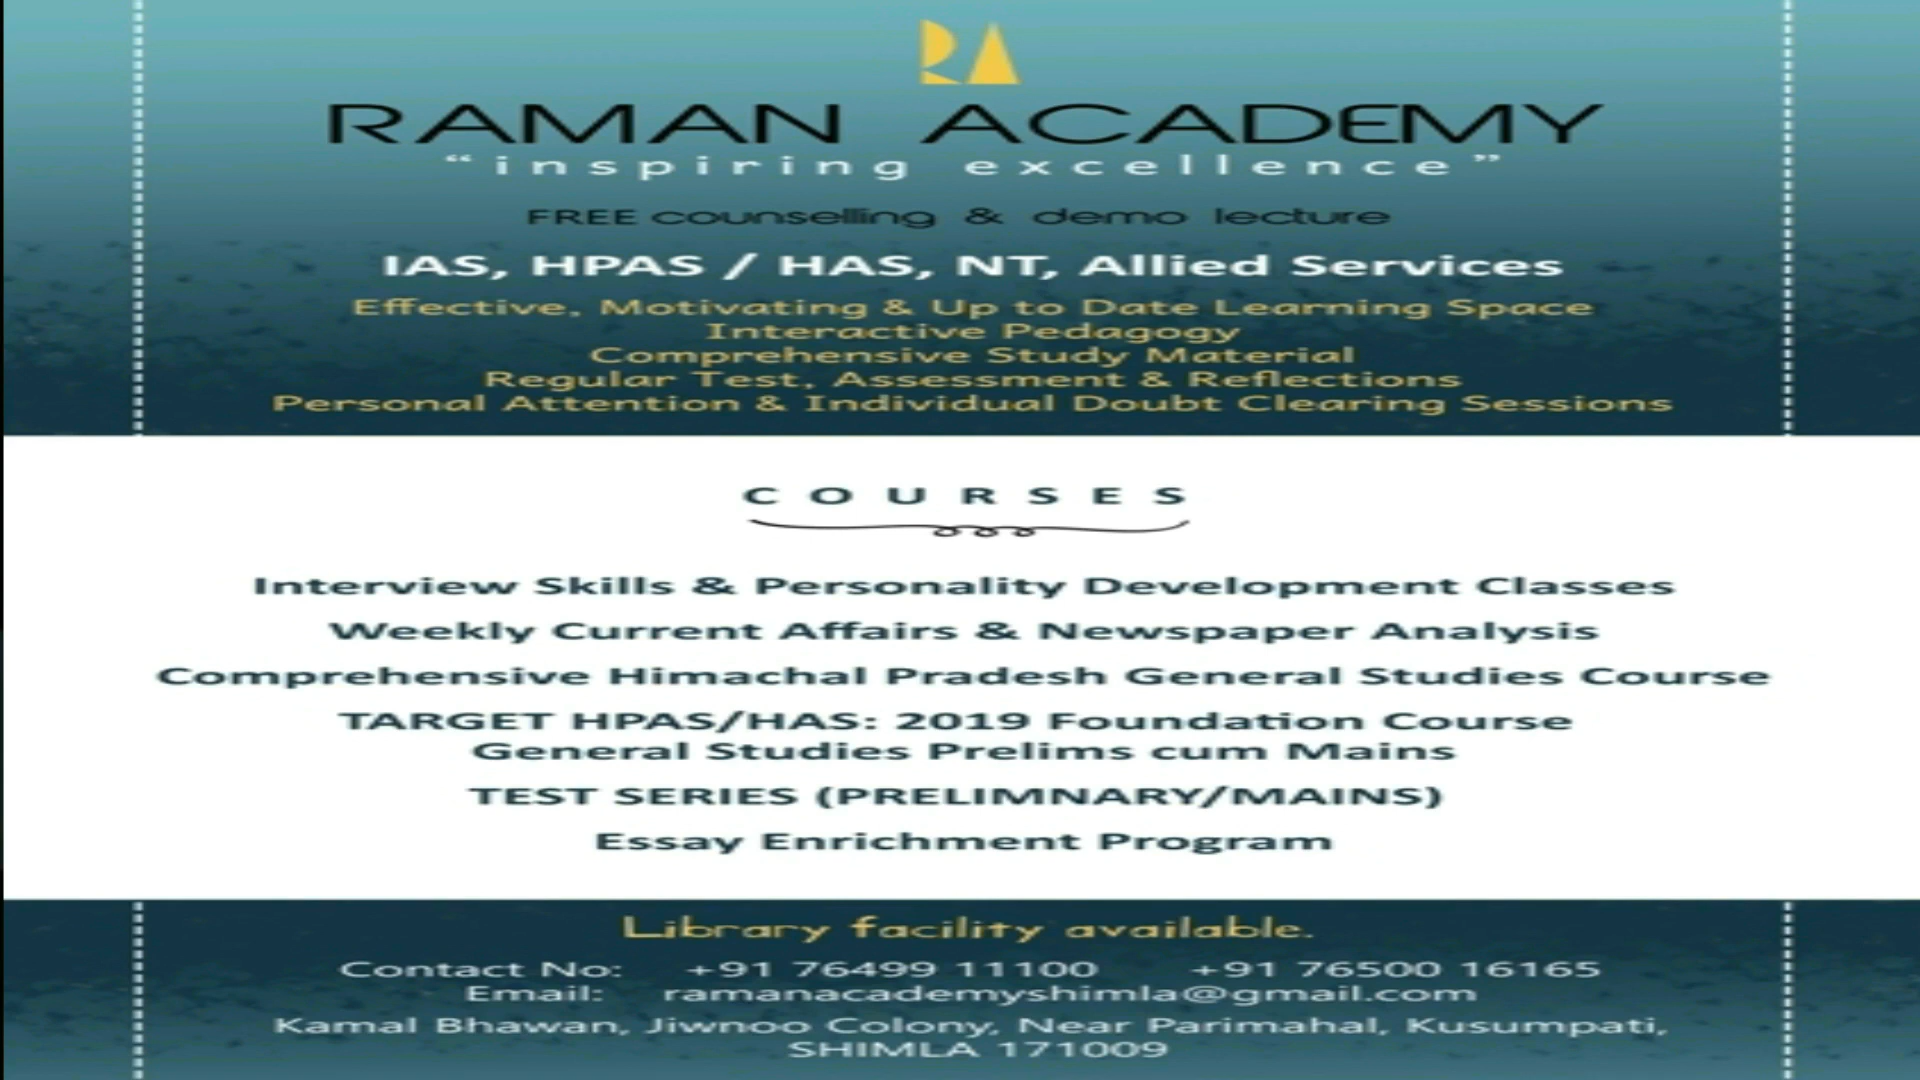 RA
RAMAN ACADEMY
“inspiring excellence”
FREE counselling & demo lecture
IAS, HPAS / HAS, NT, Allied Services
Effective, Motivating & Up to Date Learning Space
Interactive Pedagogy
Comprehensive Study Material
Regular Test, Assessment & Reflections
Personal Attention & Individual Doubt Clearing Sessions
COURSES
Interview Skills & Personality Development Classes
Weekly Current Affairs & Newspaper Analysis
Comprehensive Himachal Pradesh General Studies Course
TARGET HPAS/HAS: 2019 Foundation Course
General Studies Prelims cum Mains
TEST SERIES (PRELIMNARY/MAINS)
Essay Enrichment Program
Library facility available.
Contact No: +91 76499 11100 +91 76500 16165
Email: ramanacademyshimla@gmail.com
Kamal Bhawan, Jiwnoo Colony, Near Parimahal, Kusumpati,
SHIMLA 171009